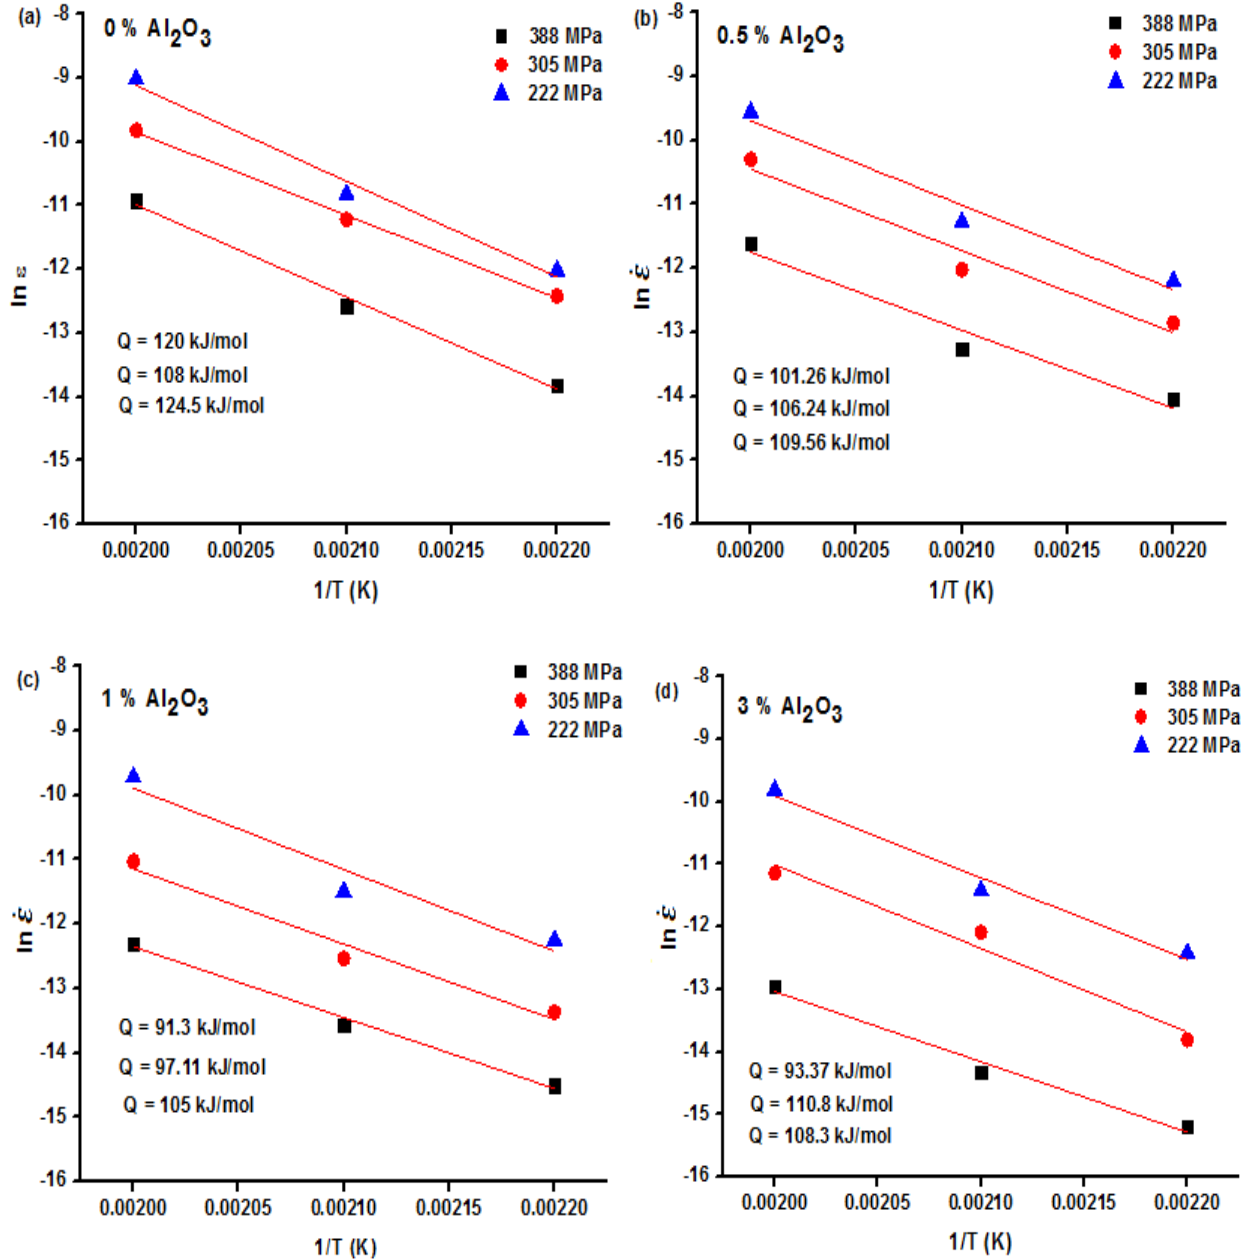 (a)
0 % Al₂O₃
388 MPa
305 MPa
222 MPa
-8
-9
-10
-11
-12
-13
-14
-15
-16
ln ε
Q = 120 kJ/mol
Q = 108 kJ/mol
Q = 124.5 kJ/mol
0.00200 0.00205 0.00210 0.00215 0.00220
1/T (K)
(b)
0.5 % Al₂O₃
388 MPa
305 MPa
222 MPa
-8
-9
-10
-11
-12
-13
-14
-15
-16
ln ε̇
Q = 101.26 kJ/mol
Q = 106.24 kJ/mol
Q = 109.56 kJ/mol
0.00200 0.00205 0.00210 0.00215 0.00220
1/T (K)
(c)
1 % Al₂O₃
388 MPa
305 MPa
222 MPa
-8
-9
-10
-11
-12
-13
-14
-15
-16
ln ε̇
Q = 91.3 kJ/mol
Q = 97.11 kJ/mol
Q = 105 kJ/mol
0.00200 0.00205 0.00210 0.00215 0.00220
1/T (K)
(d)
3 % Al₂O₃
388 MPa
305 MPa
222 MPa
-8
-9
-10
-11
-12
-13
-14
-15
-16
ln ε̇
Q = 93.37 kJ/mol
Q = 110.8 kJ/mol
Q = 108.3 kJ/mol
0.00200 0.00205 0.00210 0.00215 0.00220
1/T (K)